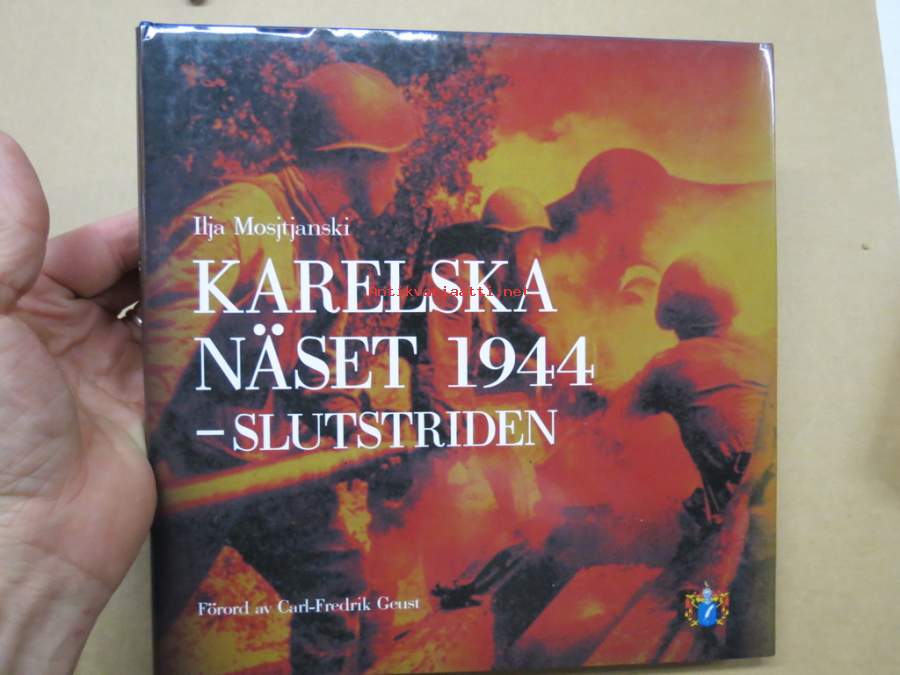 Ilja Mosjtjanski
KARELSKA
Antikvariaatti.net
NÄSET 1944
– SLUTSTRIDEN
Förord av Carl-Fredrik Geust